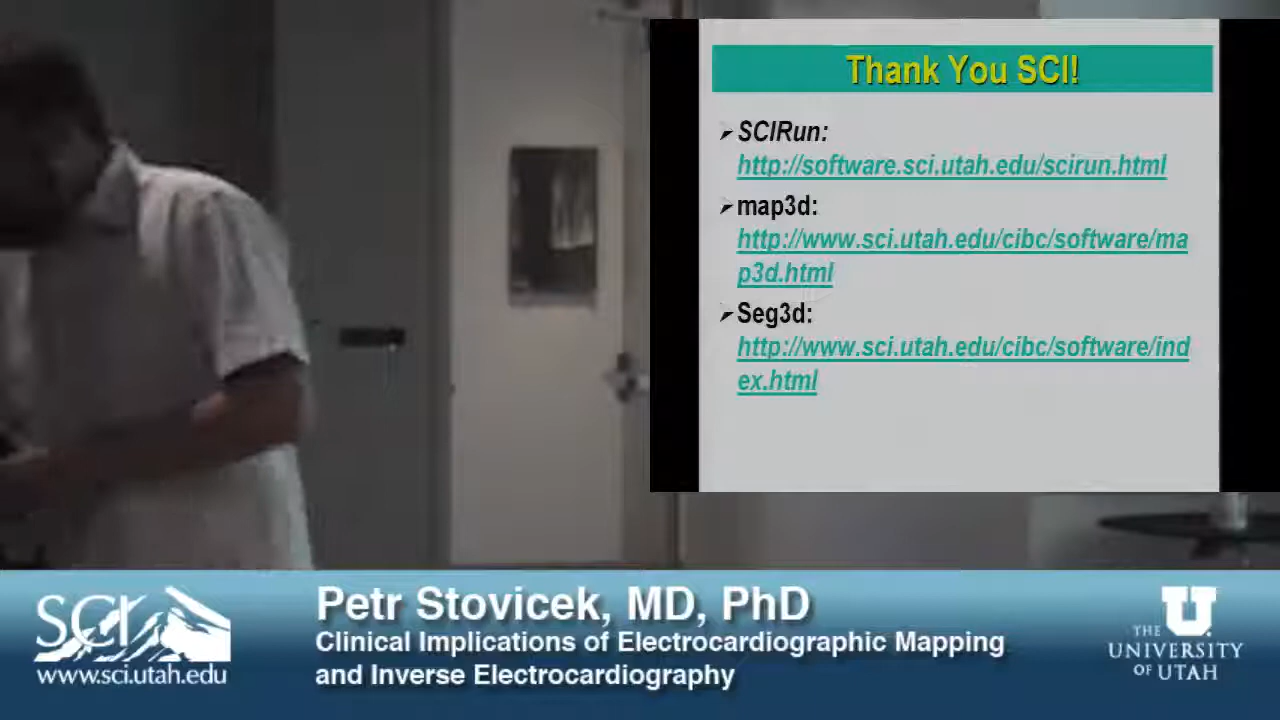 Thank You SCI!
SCIRun:
http://software.sci.utah.edu/scirun.html
map3d:
http://www.sci.utah.edu/cibc/software/ma
p3d.html
Seg3d:
http://www.sci.utah.edu/cibc/software/ind
ex.html
SCI
www.sci.utah.edu
Petr Stovicek, MD, PhD
Clinical Implications of Electrocardiographic Mapping
and Inverse Electrocardiography
U
THE
UNIVERSITY
OF UTAH